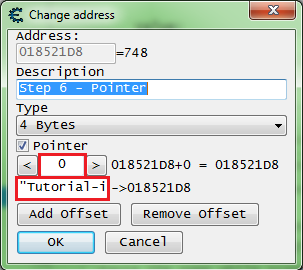 Change address
Address:
018521D8 =748
Description
Step 6 - Pointer
Type
4 Bytes
Pointer
< 0 > 018521D8+0 = 018521D8
"Tutorial-i ->018521D8
Add Offset Remove Offset
OK Cancel